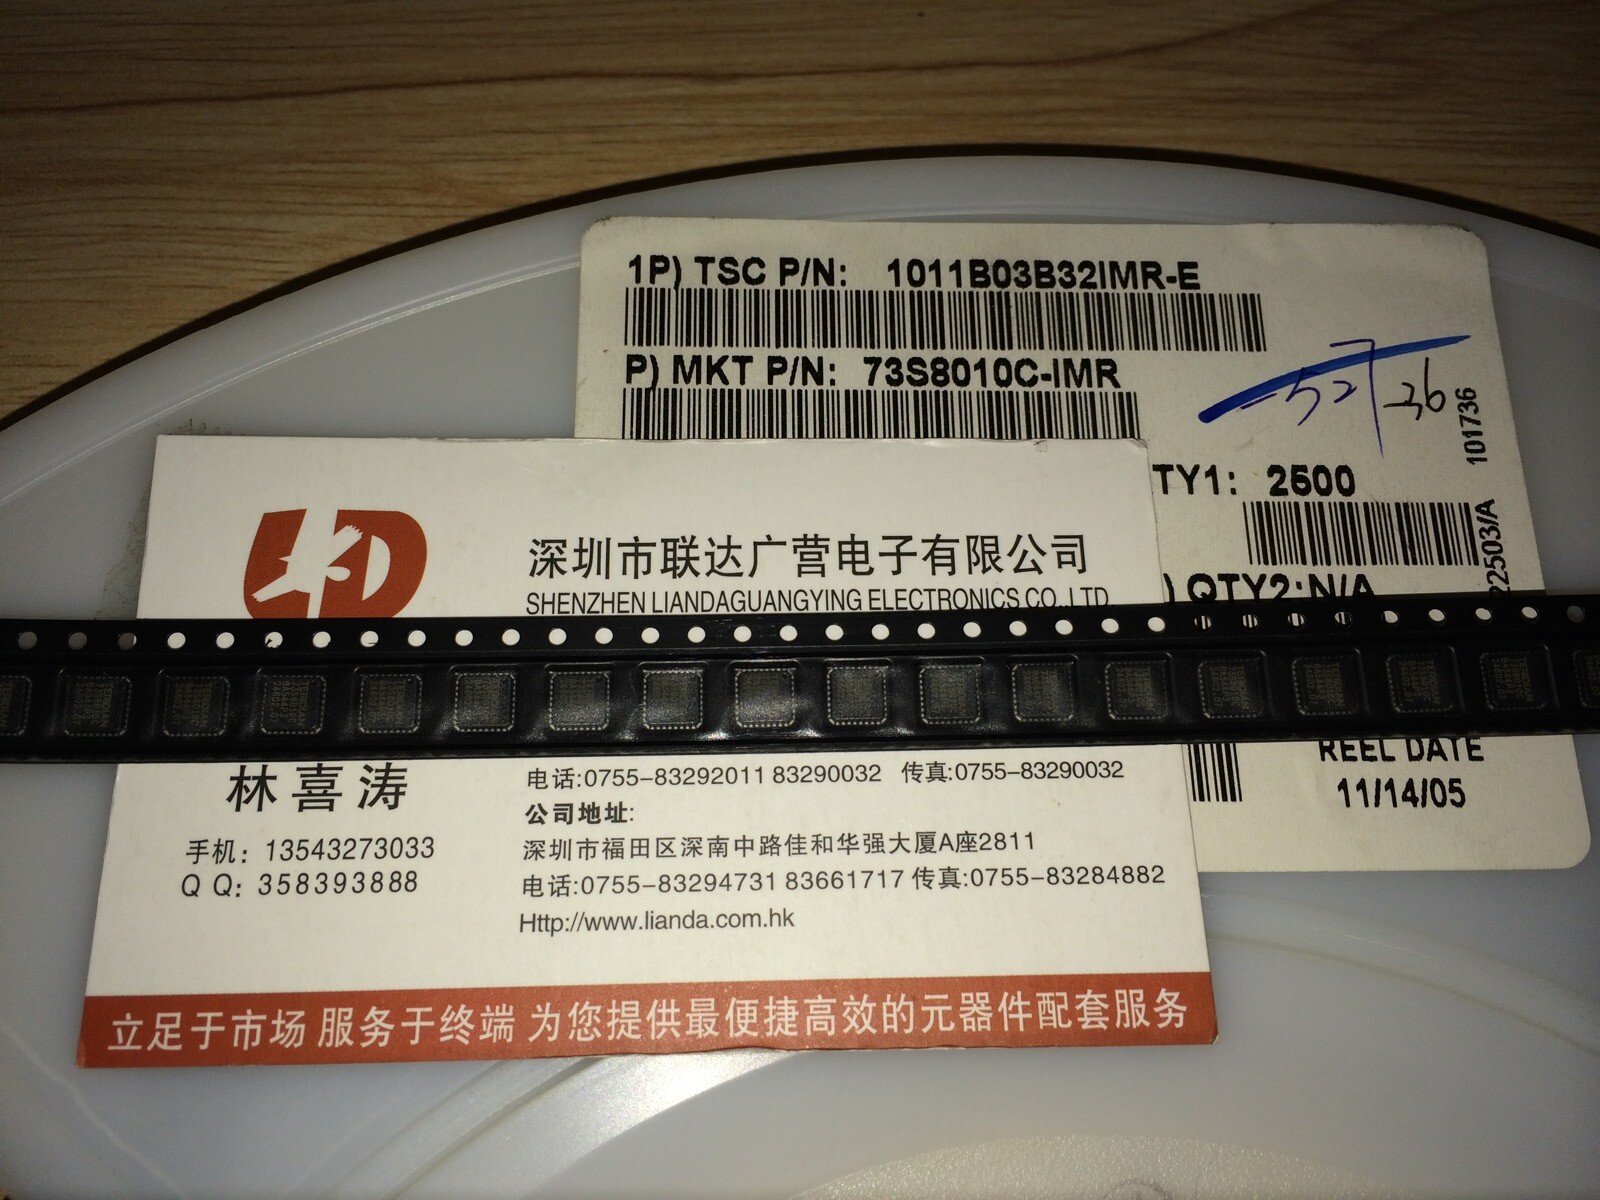 1P) TSC P/N: 1011B03B32IMR-E
P) MKT P/N: 73S8010C-IMR
52
36
101736
TY1: 2500
22503/A
) QTY2: N/A
REEL DATE
11/14/05
LD
深圳市联达广营电子有限公司
SHENZHEN LIANDAGUANGYING ELECTRONICS CO.,LTD
林喜涛
手机: 13543273033
Q Q: 358393888
电话:0755-83292011 83290032 传真:0755-83290032
公司地址:
深圳市福田区深南中路佳和华强大厦A座2811
电话:0755-83294731 83661717 传真:0755-83284882
Http://www.lianda.com.hk
立足于市场 服务于终端 为您提供最便捷高效的元器件配套服务